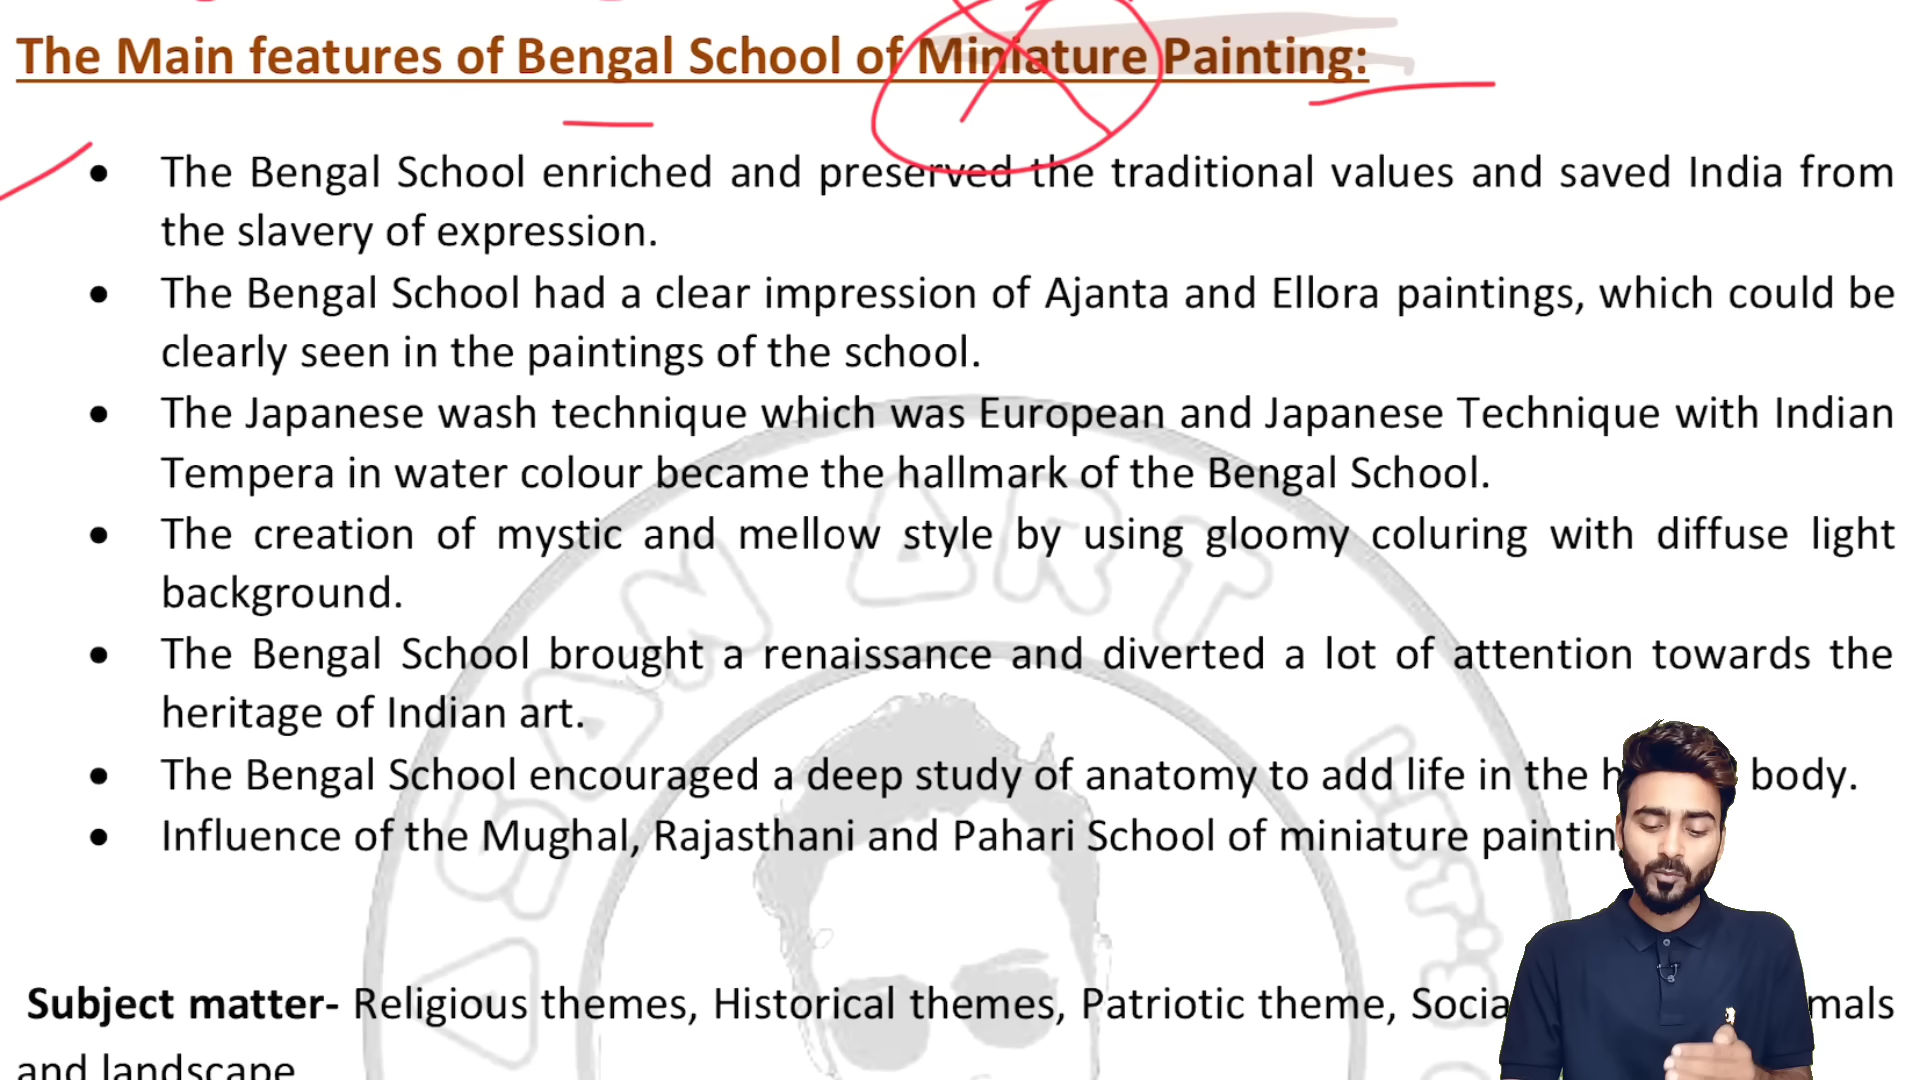 The Main features of Bengal School of Miniature Painting:
• The Bengal School enriched and preserved the traditional values and saved India from
the slavery of expression.
• The Bengal School had a clear impression of Ajanta and Ellora paintings, which could be
clearly seen in the paintings of the school.
• The Japanese wash technique which was European and Japanese Technique with Indian
Tempera in water colour became the hallmark of the Bengal School.
• The creation of mystic and mellow style by using gloomy coluring with diffuse light
background.
• The Bengal School brought a renaissance and diverted a lot of attention towards the
heritage of Indian art.
• The Bengal School encouraged a deep study of anatomy to add life in the body.
• Influence of the Mughal, Rajasthani and Pahari School of miniature
Subject matter- Religious themes, Historical themes, Patriotic theme,
and landscape
ART